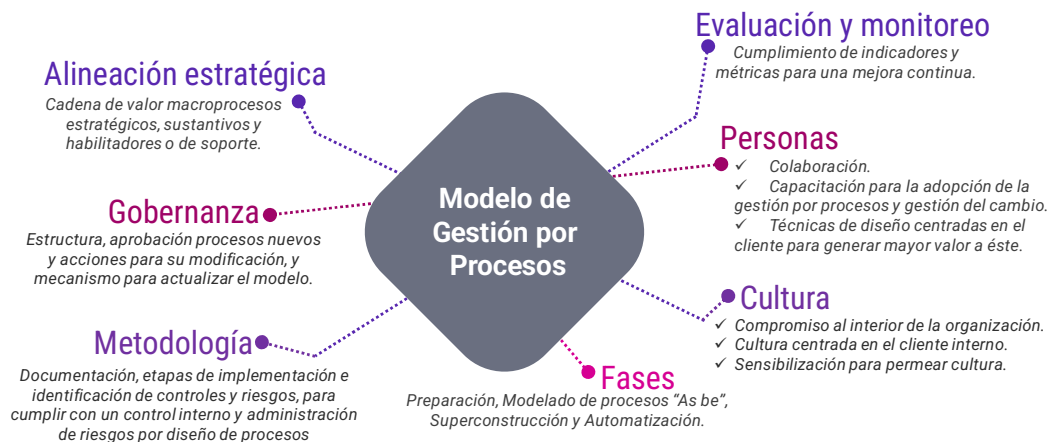 Alineación estratégica
Cadena de valor macroprocesos
estratégicos, sustantivos y
habilitadores o de soporte.
Gobernanza
Estructura, aprobación procesos nuevos
y acciones para su modificación, y
mecanismo para actualizar el modelo.
Metodología
Documentación, etapas de implementación e
identificación de controles y riesgos, para
cumplir con un control interno y administración
de riesgos por diseño de procesos
Modelo de
Gestión por
Procesos
Evaluación y monitoreo
Cumplimiento de indicadores y
métricas para una mejora continua.
Personas
✓ Colaboración.
✓ Capacitación para la adopción de la
gestión por procesos y gestión del cambio.
✓ Técnicas de diseño centradas en el
cliente para generar mayor valor a éste.
Cultura
✓ Compromiso al interior de la organización.
✓ Cultura centrada en el cliente interno.
✓ Sensibilización para permear cultura.
Fases
Preparación, Modelado de procesos “As be”,
Superconstrucción y Automatización.